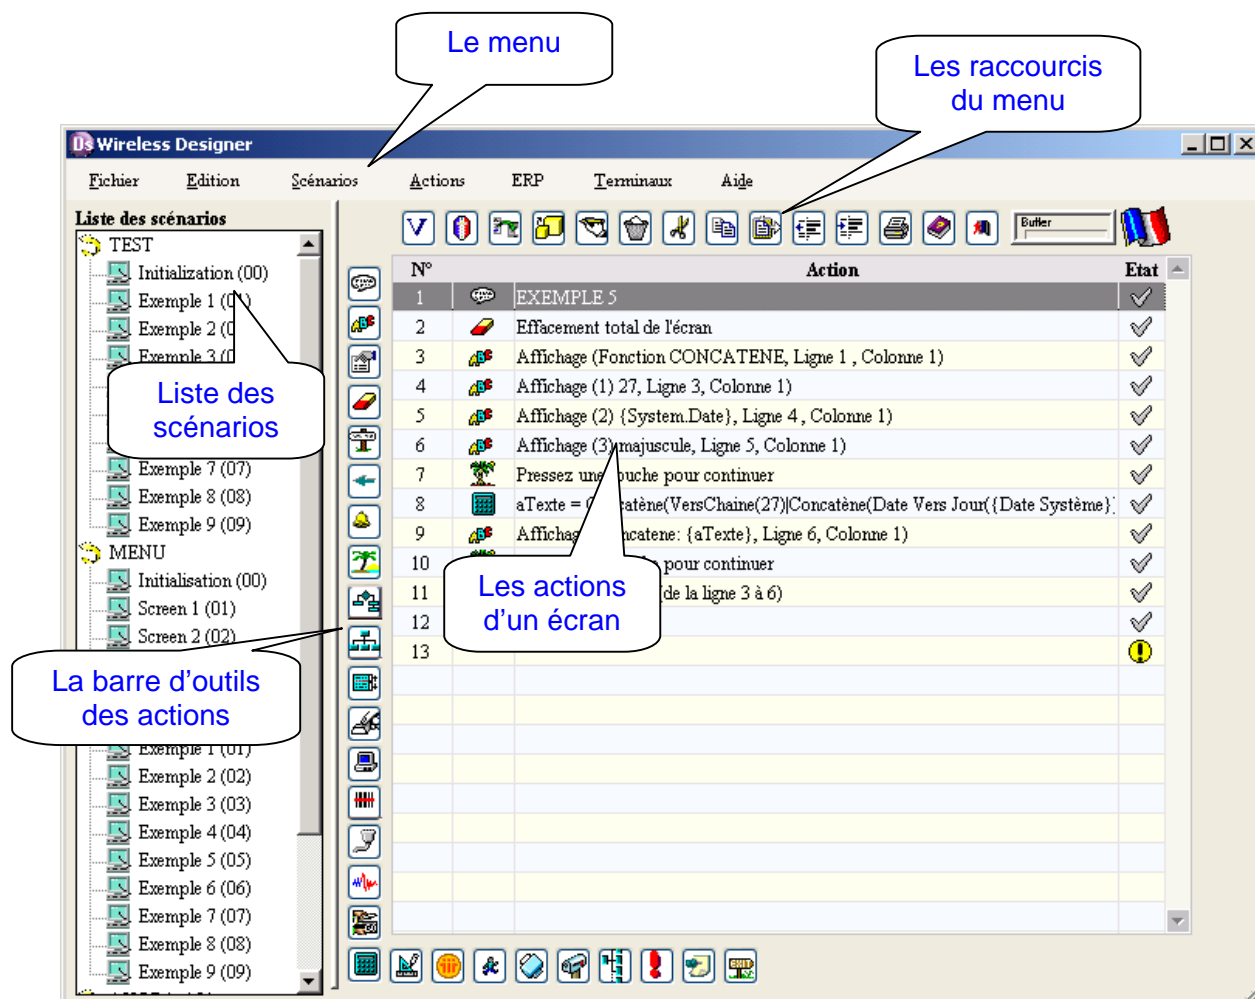 Le menu
Les raccourcis
du menu
Ds Wireless Designer
Fichier Edition Scénarios Actions ERP Terminaux Aide
Liste des scénarios
TEST
Initialization (00)
Exemple 1 (01)
Exemple 2 (0
Exemple 3 (0
Exemple 7 (07)
Exemple 8 (08)
Exemple 9 (09)
MENU
Initialisation (00)
Screen 1 (01)
Screen 2 (02)
Exemple 1 (01)
Exemple 2 (02)
Exemple 3 (03)
Exemple 4 (04)
Exemple 5 (05)
Exemple 6 (06)
Exemple 7 (07)
Exemple 8 (08)
Exemple 9 (09)
Liste des
scénarios
La barre d'outils
des actions
Buffer
N° Action Etat
1 EXEMPLE 5
2 Effacement total de l'écran
3 Affichage (Fonction CONCATENE, Ligne 1 , Colonne 1)
4 Affichage (1) 27, Ligne 3, Colonne 1)
5 Affichage (2) {System.Date}, Ligne 4 , Colonne 1)
6 Affichage (3) majuscule, Ligne 5, Colonne 1)
7 Pressez une touche pour continuer
8 aTexte = catène(VersChaine(27)|Concatène(Date Vers Jour({Date Système}
9 Affichage ncatene: {aTexte}, Ligne 6, Colonne 1)
10 pour continuer
11 (de la ligne 3 à 6)
12
13
Les actions
d'un écran